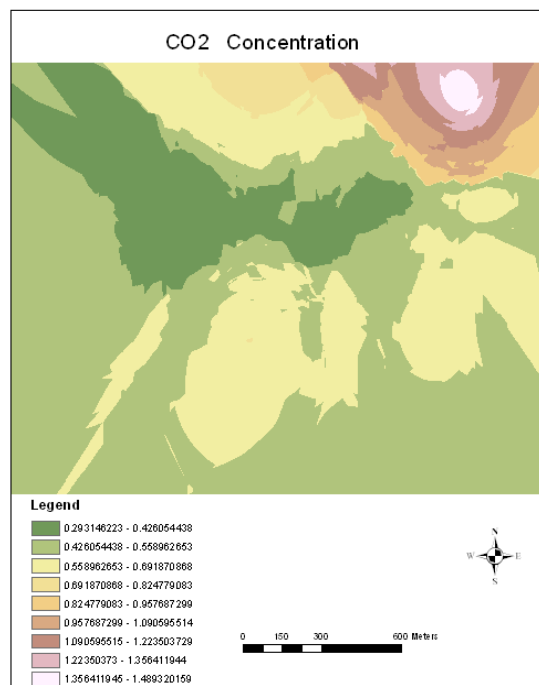 CO2 Concentration
Legend
0.293146223 - 0.426054438
0.426054438 - 0.558962653
0.558962653 - 0.691870868
0.691870868 - 0.824779083
0.824779083 - 0.957687299
0.957687299 - 1.090595514
1.090595515 - 1.223503729
1.22350373 - 1.356411944
1.356411945 - 1.489320159
N
W E
S
0 150 300 600 Meters